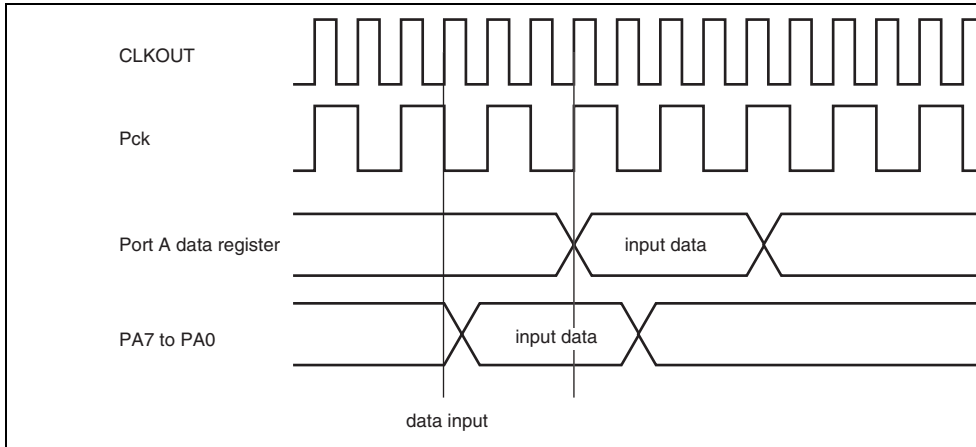 CLKOUT
Pck
Port A data register
input data
PA7 to PA0
input data
data input